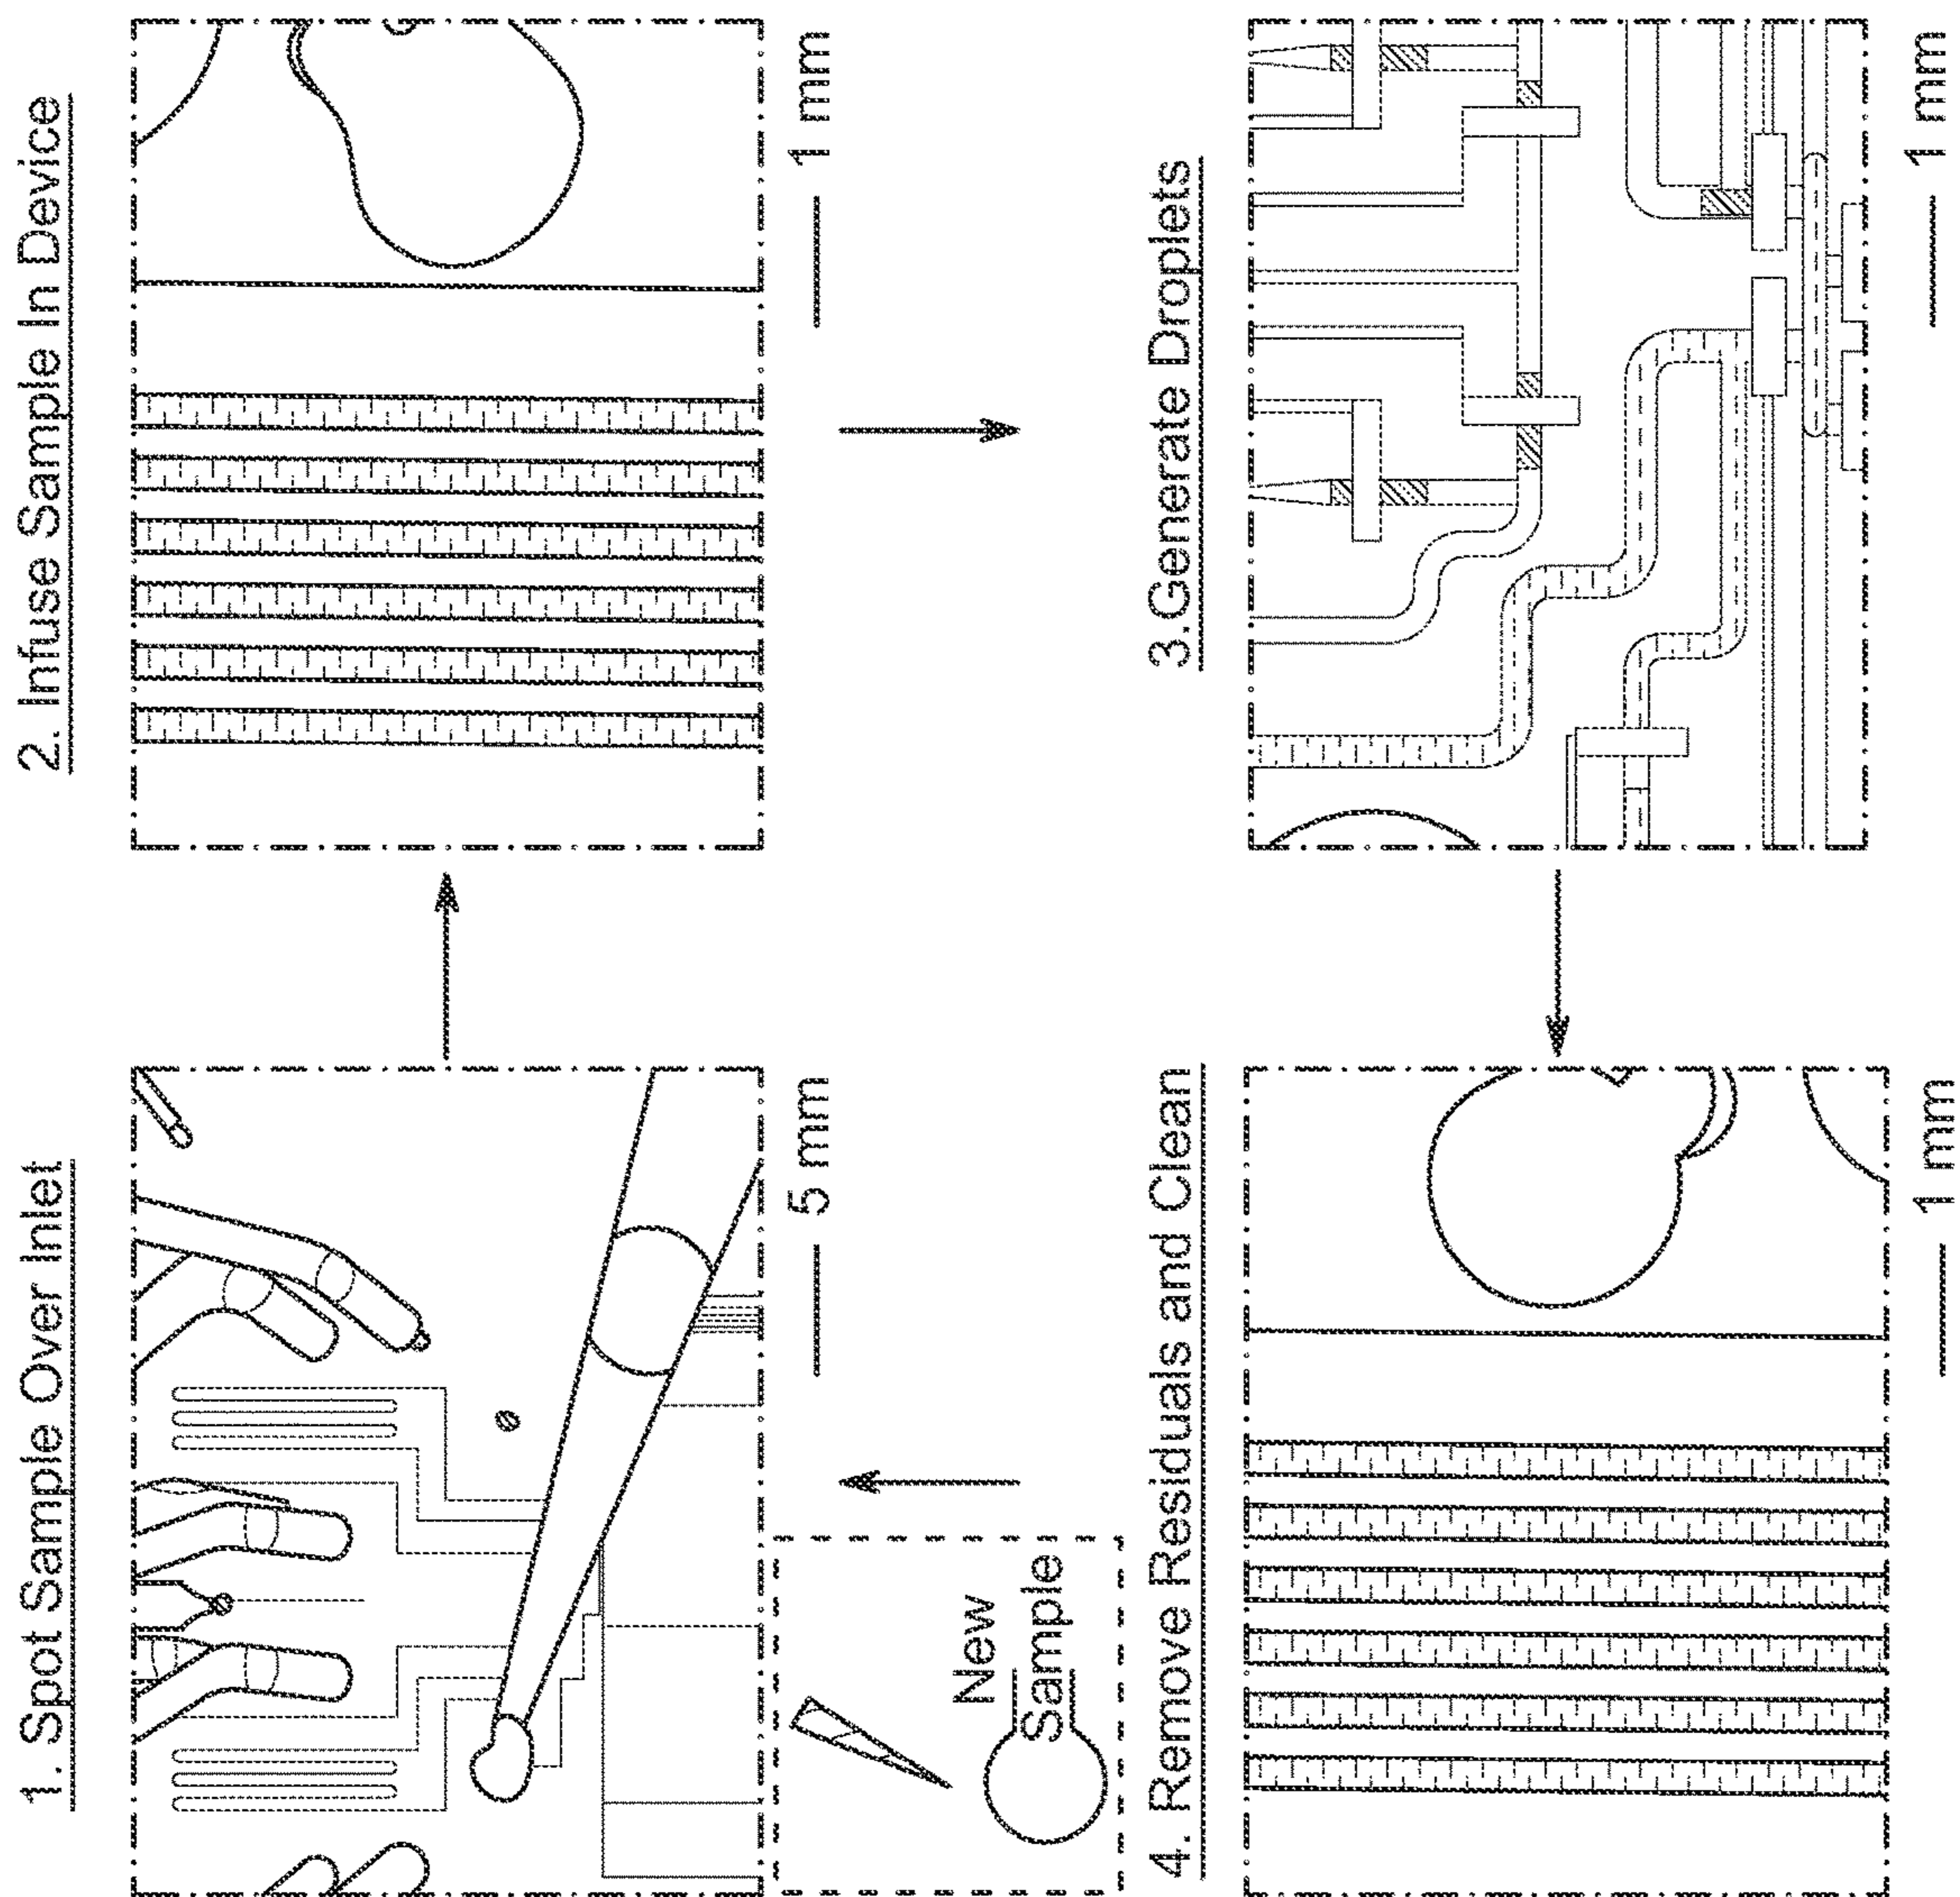 1. Spot Sample Over Inlet
5 mm
2. Infuse Sample In Device
1 mm
New
Sample
4. Remove Residuals and Clean
1 mm
3.Generate Droplets
1 mm